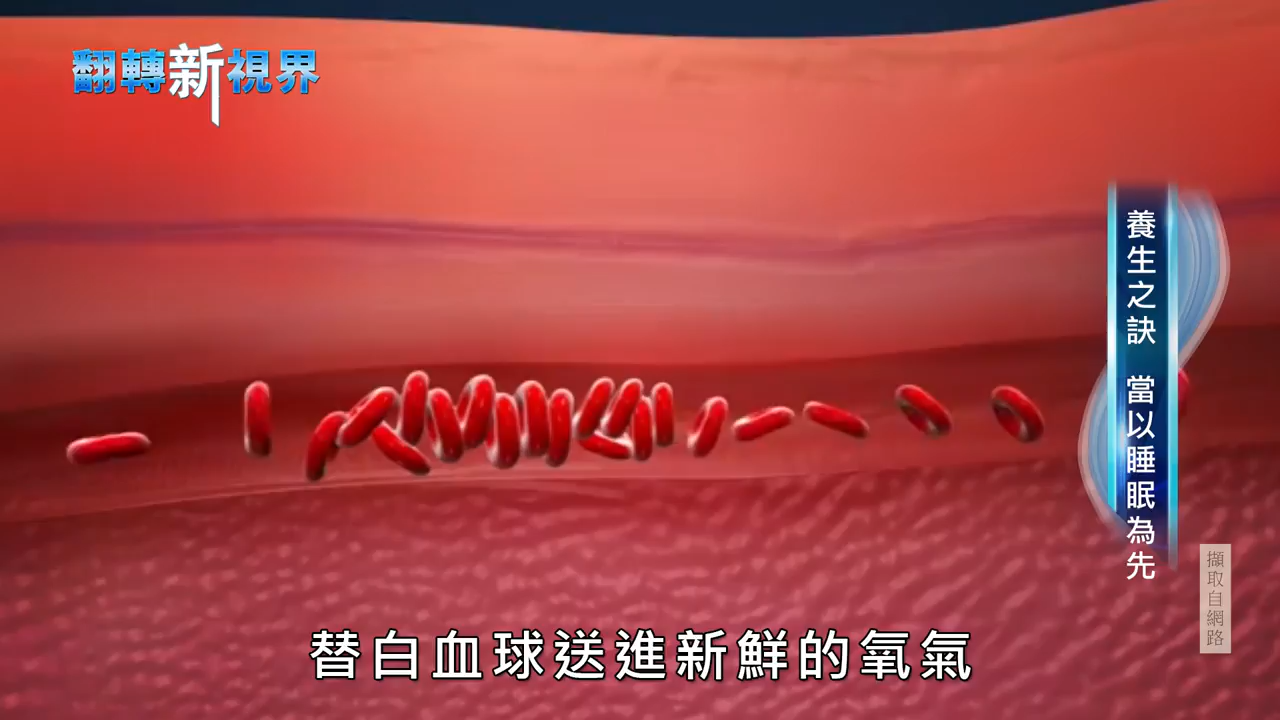 翻轉新視界
養生之訣 當以睡眠為先
擷取自網路
替白血球送進新鮮的氧氣